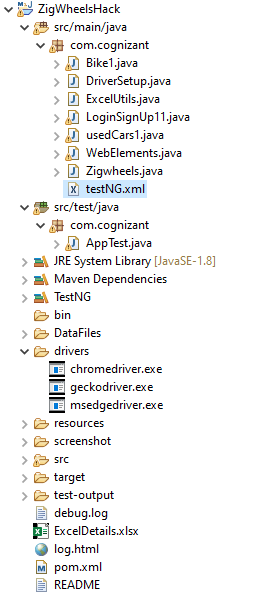 ZigWheelsHack
src/main/java
com.cognizant
Bike1.java
DriverSetup.java
ExcelUtils.java
LoginSignUp11.java
usedCars1.java
WebElements.java
Zigwheels.java
testNG.xml
src/test/java
com.cognizant
AppTest.java
JRE System Library [JavaSE-1.8]
Maven Dependencies
TestNG
bin
DataFiles
drivers
chromedriver.exe
geckodriver.exe
msedgedriver.exe
resources
screenshot
src
target
test-output
debug.log
ExcelDetails.xlsx
log.html
pom.xml
README